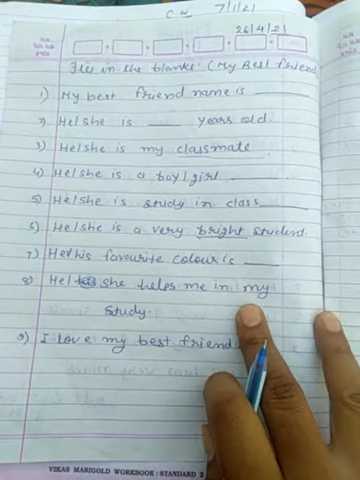 C.W 7/1/21
26/4/21
Fill in the blanks: (My Best friend)
1) My best friend name is ______
2) He/she is ____ years old.
3) He/she is my classmate
4) He/she is a boy/girl ______
5) He/she is study in class ______
6) He/she is a very bright student.
7) Her/his favourite colour is ____
8) He/ she helps me in my
study.
9) I love my best friend
VIKAS MARIGOLD WORKBOOK : STANDARD 2